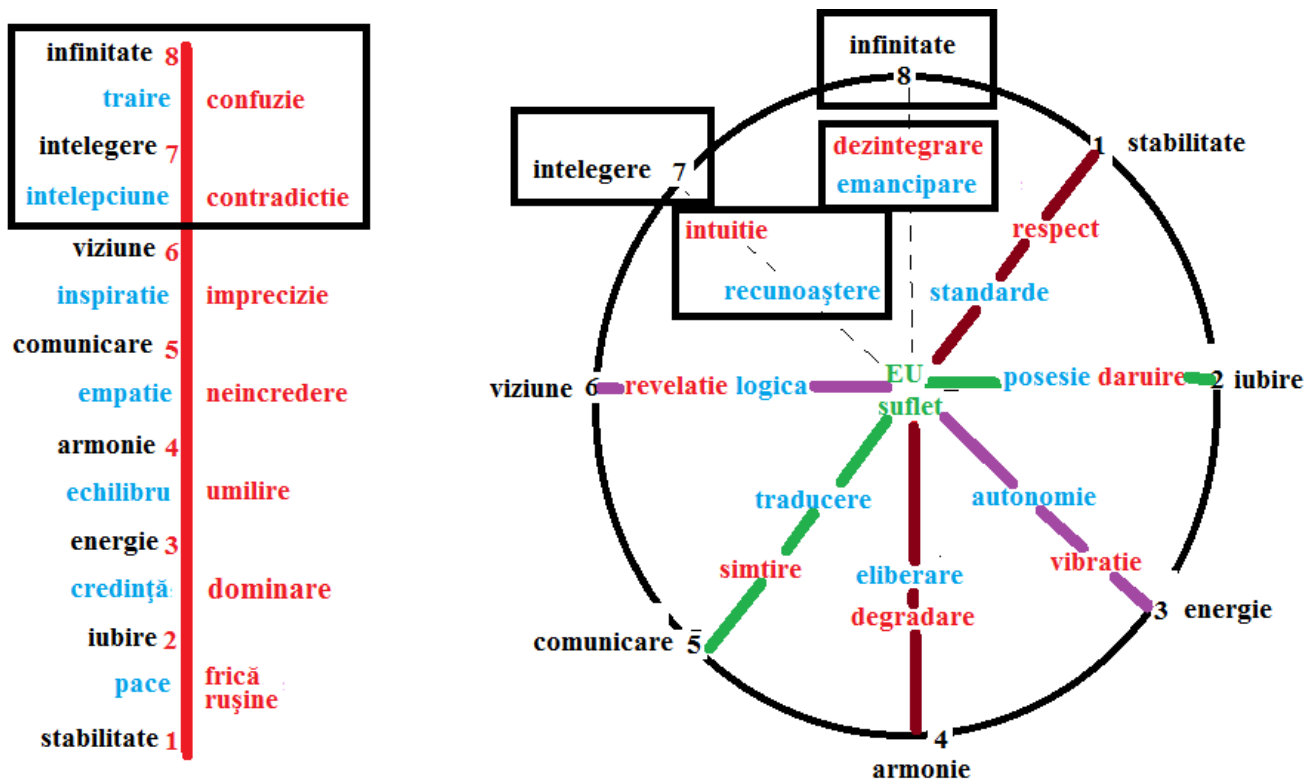 infinitate 8
traire confuzie
intelegere 7
intelepciune contradictie
viziune 6
inspiratie imprecizie
comunicare 5
empatie neincredere
armonie 4
echilibru umilire
energie 3
credinţă dominare
iubire 2
pace frică
ruşine
stabilitate 1
infinitate
8
1 stabilitate
dezintegrare
emancipare
intelegere 7
intuitie
respect
recunoaştere
standarde
viziune 6 revelatie logica
EU
suflet
posesie daruire 2 iubire
traducere
autonomie
simtire
vibratie
eliberare
degradare
comunicare 5
3 energie
4
armonie